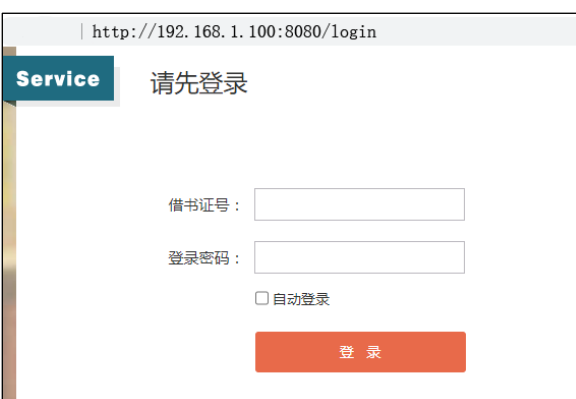 http://192.168.1.100:8080/login
Service
请先登录
借书证号：
登录密码：
自动登录
登 录